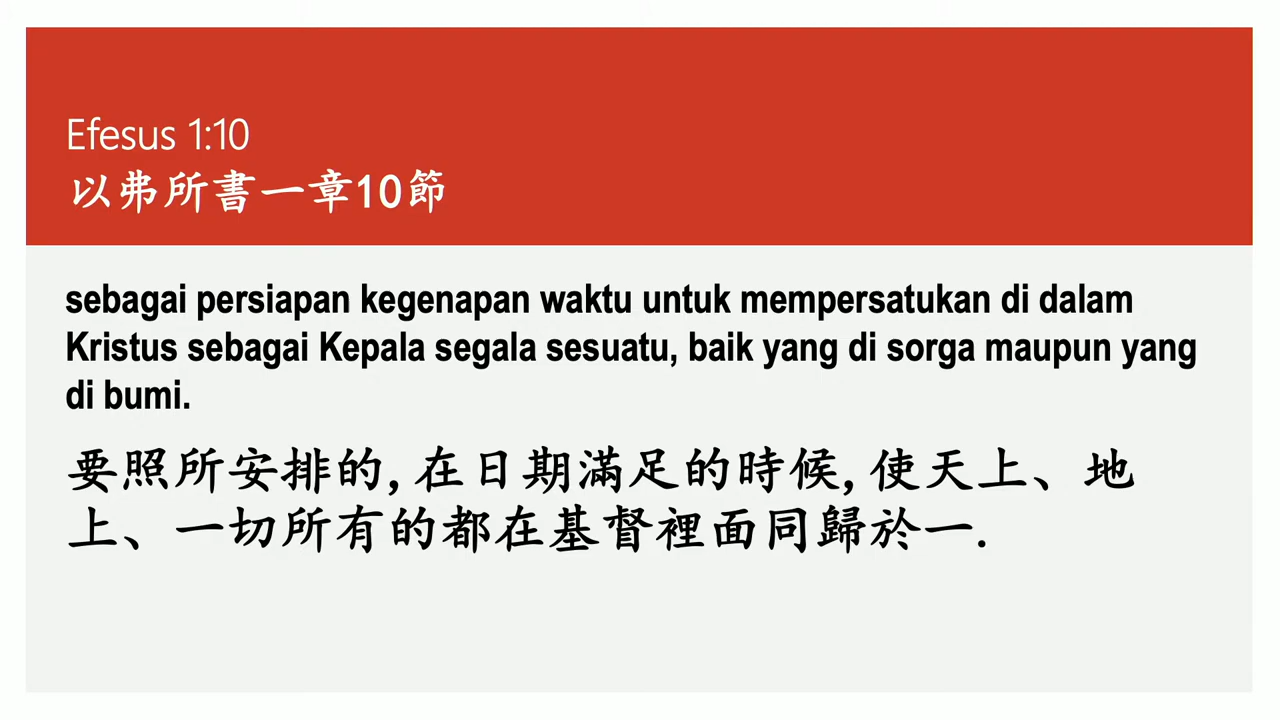 Efesus 1:10
以弗所書一章10節
sebagai persiapan kegenapan waktu untuk mempersatukan di dalam
Kristus sebagai Kepala segala sesuatu, baik yang di sorga maupun yang
di bumi.
要照所安排的,在日期滿足的時候,使天上、地
上、一切所有的都在基督裡面同歸於一.